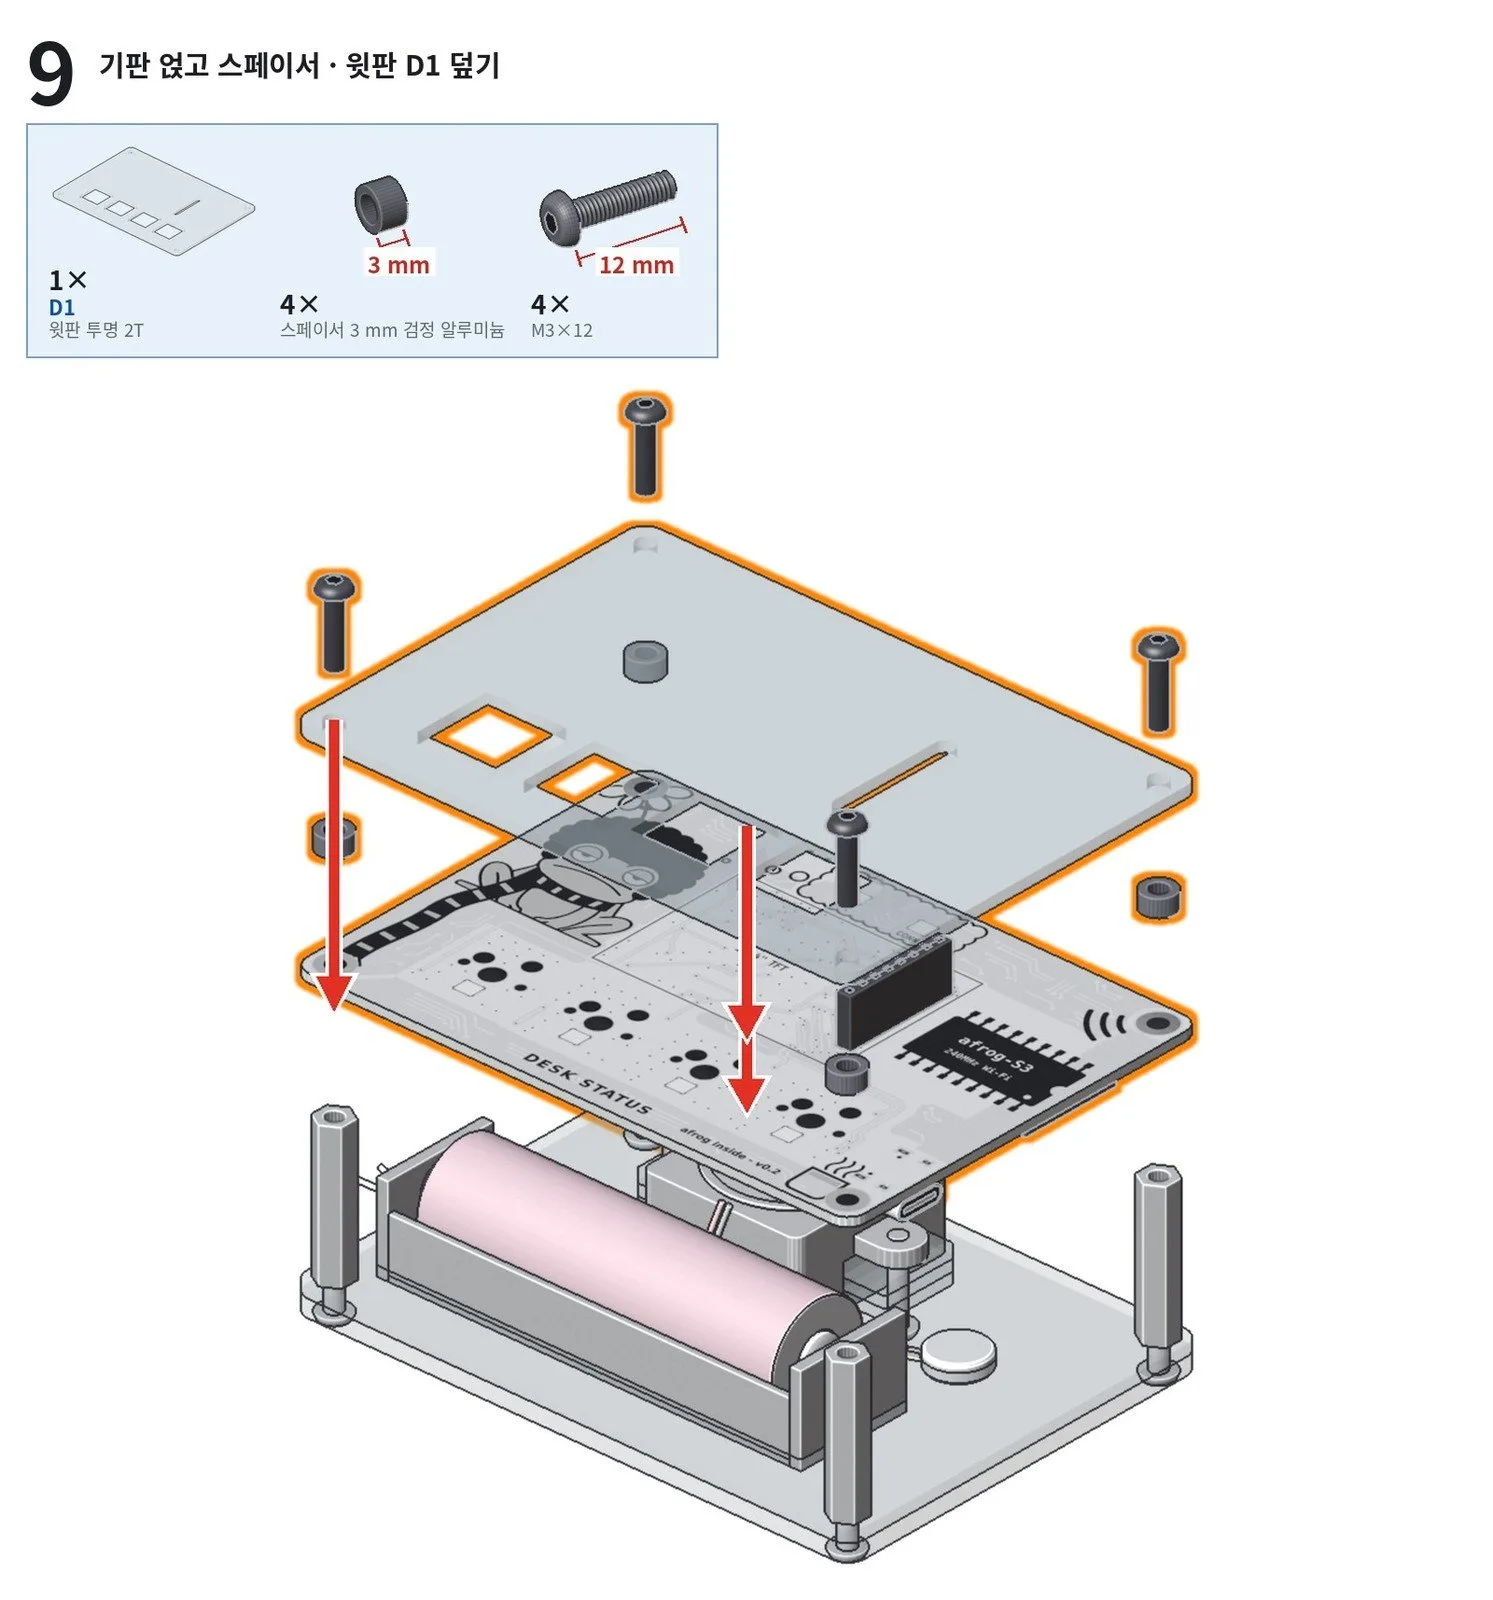 9 기판 얹고 스페이서 · 윗판 D1 덮기
3 mm
12 mm
1×
D1
윗판 투명 2T
4×
스페이서 3 mm 검정 알루미늄
4×
M3×12
TFT
afrog-S3
240MHz Wi-Fi
DESK STATUS
afrog inside - v0.2